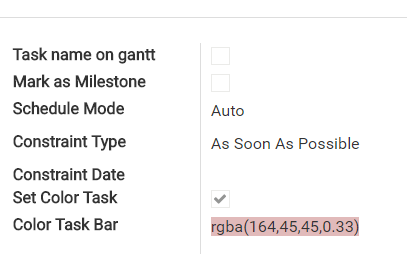 Task name on gantt
Mark as Milestone
Schedule Mode Auto
Constraint Type As Soon As Possible
Constraint Date
Set Color Task
Color Task Bar rgba(164,45,45,0.33)